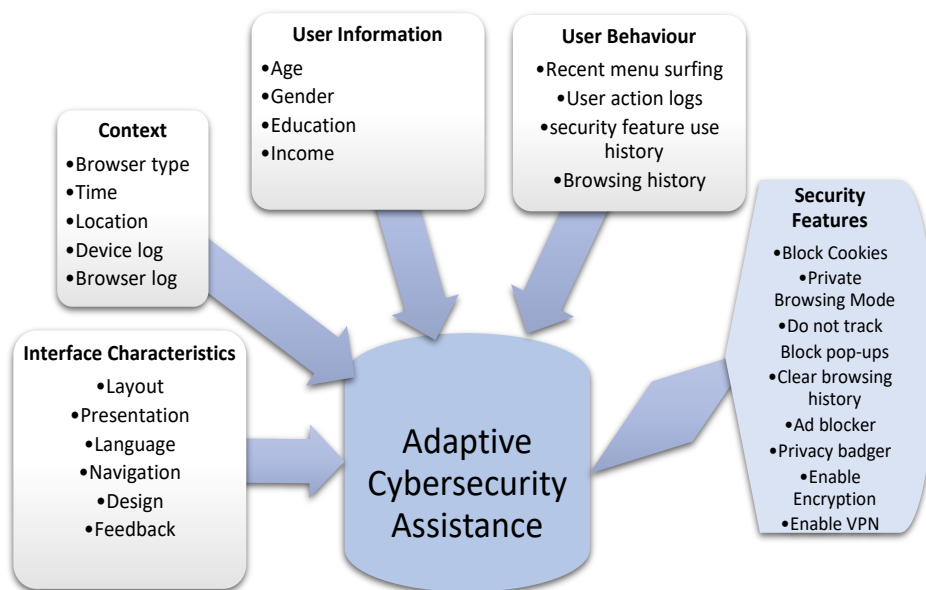 User Information
•Age
•Gender
•Education
•Income
User Behaviour
•Recent menu surfing
•User action logs
•security feature use
history
•Browsing history
Context
•Browser type
•Time
•Location
•Device log
•Browser log
Security
Features
•Block Cookies
•Private
Browsing Mode
•Do not track
Block pop-ups
•Clear browsing
history
•Ad blocker
•Privacy badger
•Enable
Encryption
•Enable VPN
Interface Characteristics
•Layout
•Presentation
•Language
•Navigation
•Design
•Feedback
Adaptive
Cybersecurity
Assistance